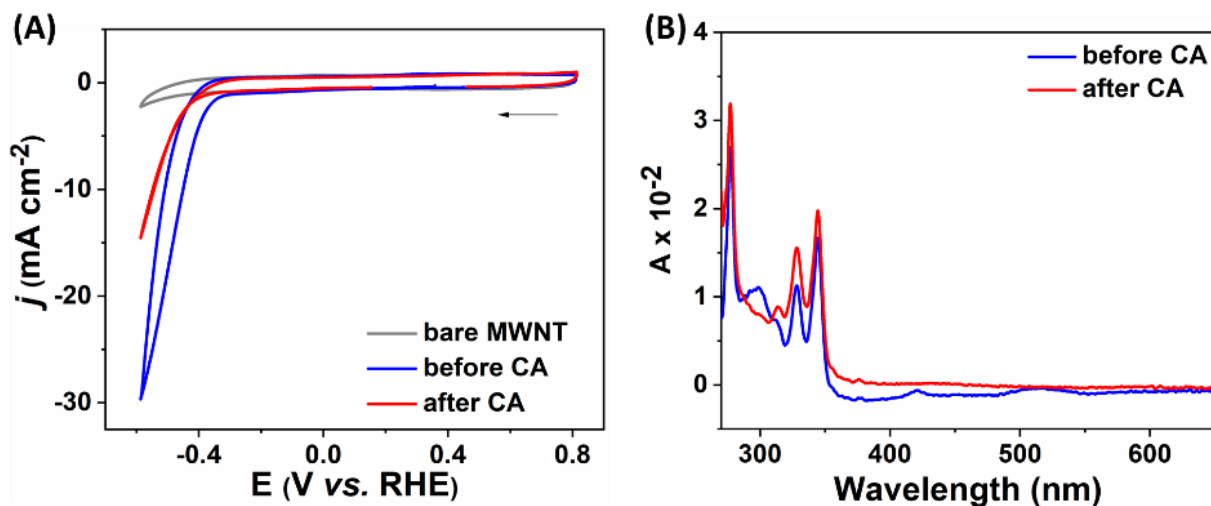 (A)
0
-10
-20
-30
j (mA cm-2)
bare MWNT
before CA
after CA
-0.4
0.0
0.4
0.8
E (V vs. RHE)
(B)
4
3
2
1
0
A x 10-2
before CA
after CA
300
400
500
600
Wavelength (nm)